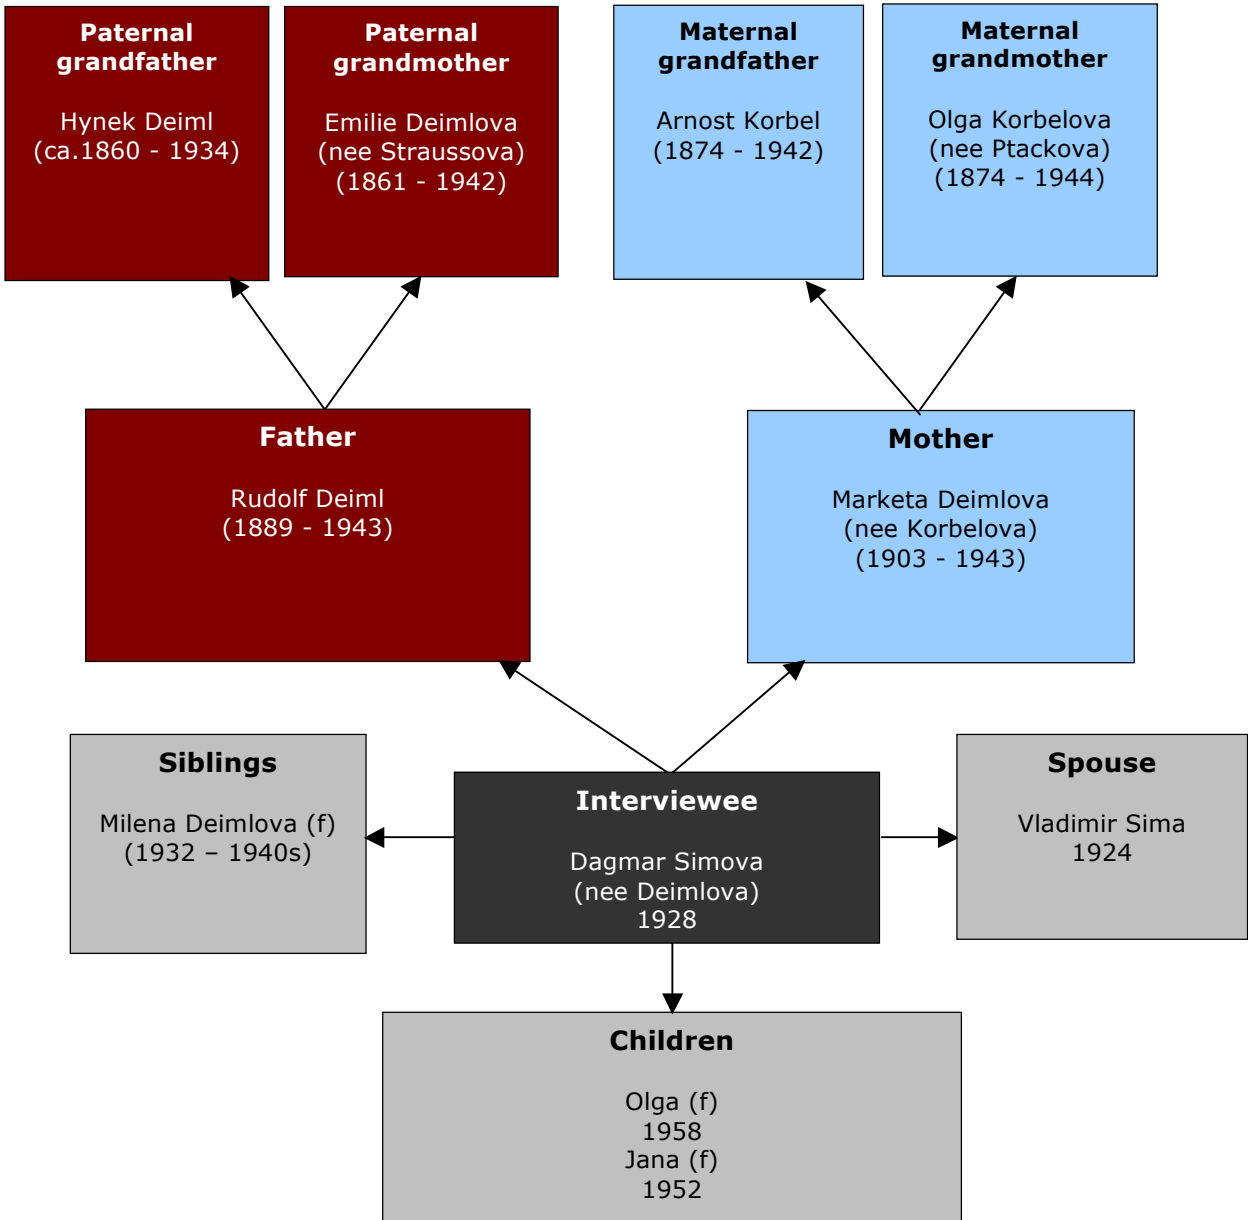 Paternal
grandfather
Hynek Deiml
(ca.1860 - 1934)
Paternal
grandmother
Emilie Deimlova
(nee Straussova)
(1861 - 1942)
Maternal
grandfather
Arnost Korbel
(1874 - 1942)
Maternal
grandmother
Olga Korbelova
(nee Ptackova)
(1874 - 1944)
Father
Rudolf Deiml
(1889 - 1943)
Mother
Marketa Deimlova
(nee Korbelova)
(1903 - 1943)
Siblings
Milena Deimlova (f)
(1932 – 1940s)
Interviewee
Dagmar Simova
(nee Deimlova)
1928
Spouse
Vladimir Sima
1924
Children
Olga (f)
1958
Jana (f)
1952